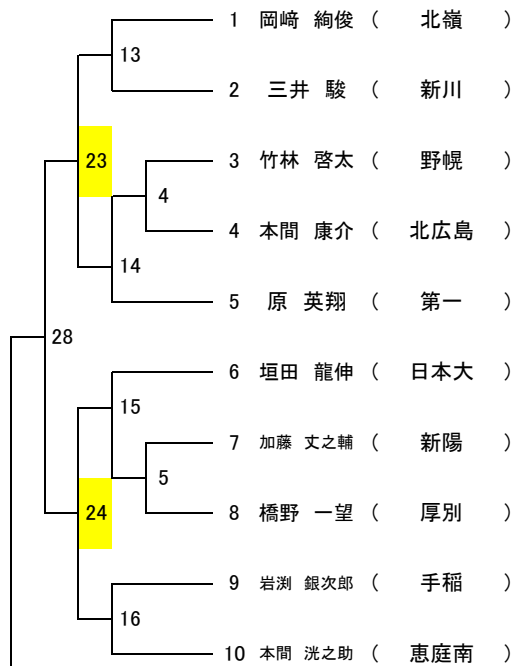 1 岡﨑 絢俊 ( 北嶺 )
13
2 三井 駿 ( 新川 )
23
3 竹林 啓太 ( 野幌 )
4
4 本間 康介 ( 北広島 )
14
5 原 英翔 ( 第一 )
28
6 垣田 龍伸 ( 日本大 )
15
7 加藤 丈之輔 ( 新陽 )
5
8 橋野 一望 ( 厚別 )
24
9 岩渕 銀次郎 ( 手稲 )
16
10 本間 洸之助 ( 恵庭南 )